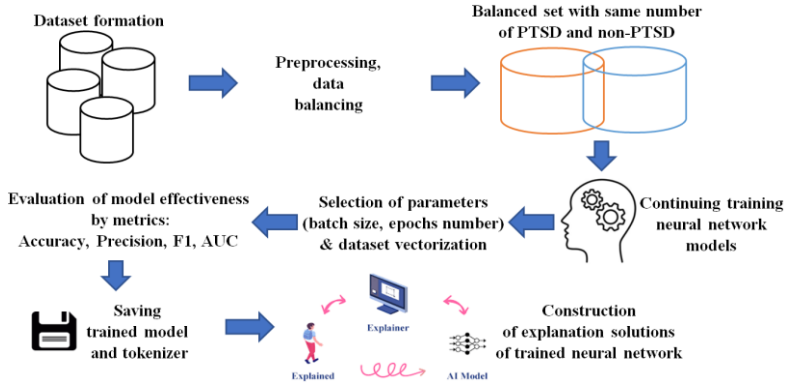 Dataset formation
Preprocessing,
data
balancing
Balanced set with same number
of PTSD and non-PTSD
Continuing training
neural network
models
Selection of parameters
(batch size, epochs number)
& dataset vectorization
Evaluation of model effectiveness
by metrics:
Accuracy, Precision, F1, AUC
Saving
trained model
and tokenizer
Explainer
Explained
AI Model
Construction
of explanation solutions
of trained neural network